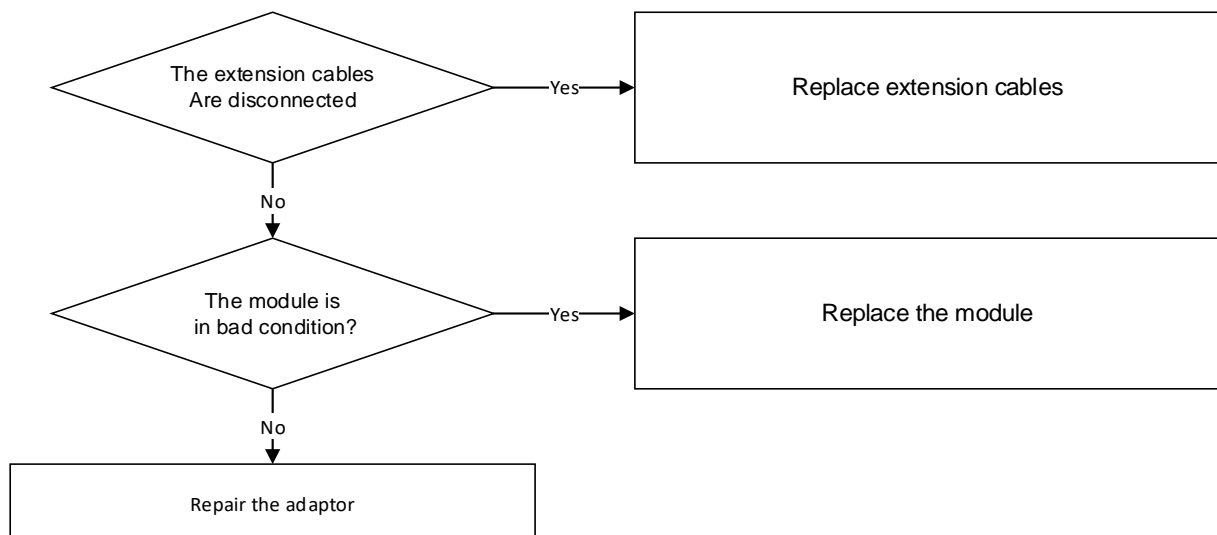 The extension cables
Are disconnected
Yes
Replace extension cables
No
The module is
in bad condition?
Yes
Replace the module
No
Repair the adaptor